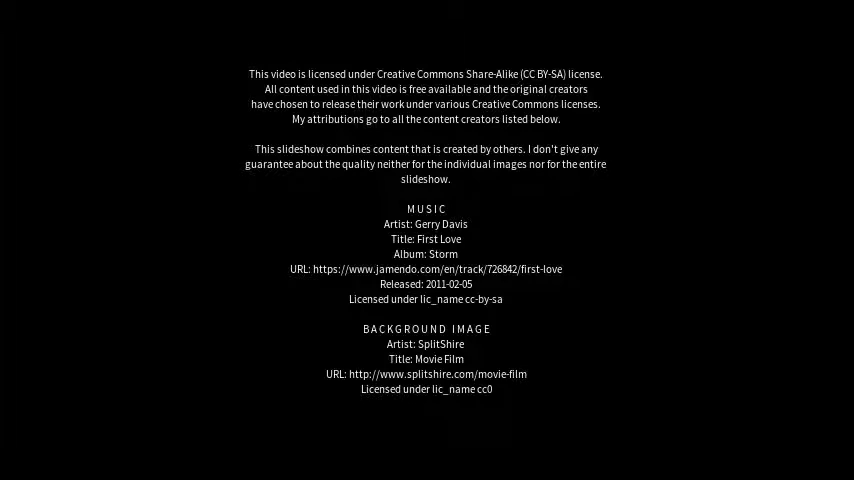 This video is licensed under Creative Commons Share-Alike (CC BY-SA) license.
All content used in this video is free available and the original creators
have chosen to release their work under various Creative Commons licenses.
My attributions go to all the content creators listed below.
This slideshow combines content that is created by others. I don't give any
guarantee about the quality neither for the individual images nor for the entire
slideshow.
MUSIC
Artist: Gerry Davis
Title: First Love
Album: Storm
URL: https://www.jamendo.com/en/track/726842/first-love
Released: 2011-02-05
Licensed under lic_name cc-by-sa
BACKGROUND IMAGE
Artist: SplitShire
Title: Movie Film
URL: http://www.splitshire.com/movie-film
Licensed under lic_name cc0